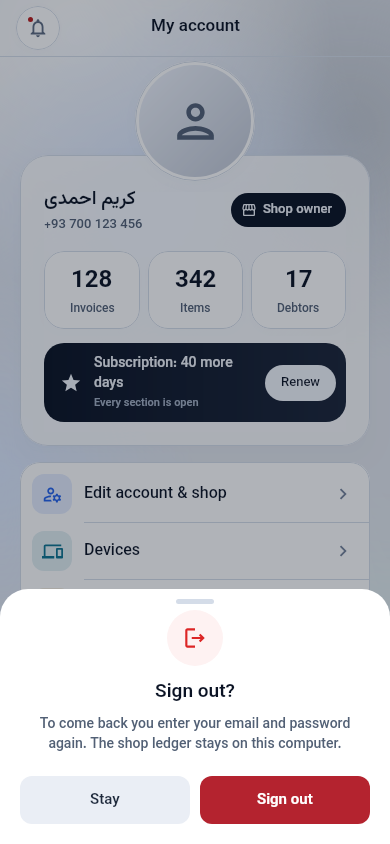 My account
کریم احمدی
+93 700 123 456
Shop owner
128
Invoices
342
Items
17
Debtors
Subscription: 40 more
days
Every section is open
Renew
Edit account & shop
Devices
Sign out?
To come back you enter your email and password
again. The shop ledger stays on this computer.
Stay
Sign out